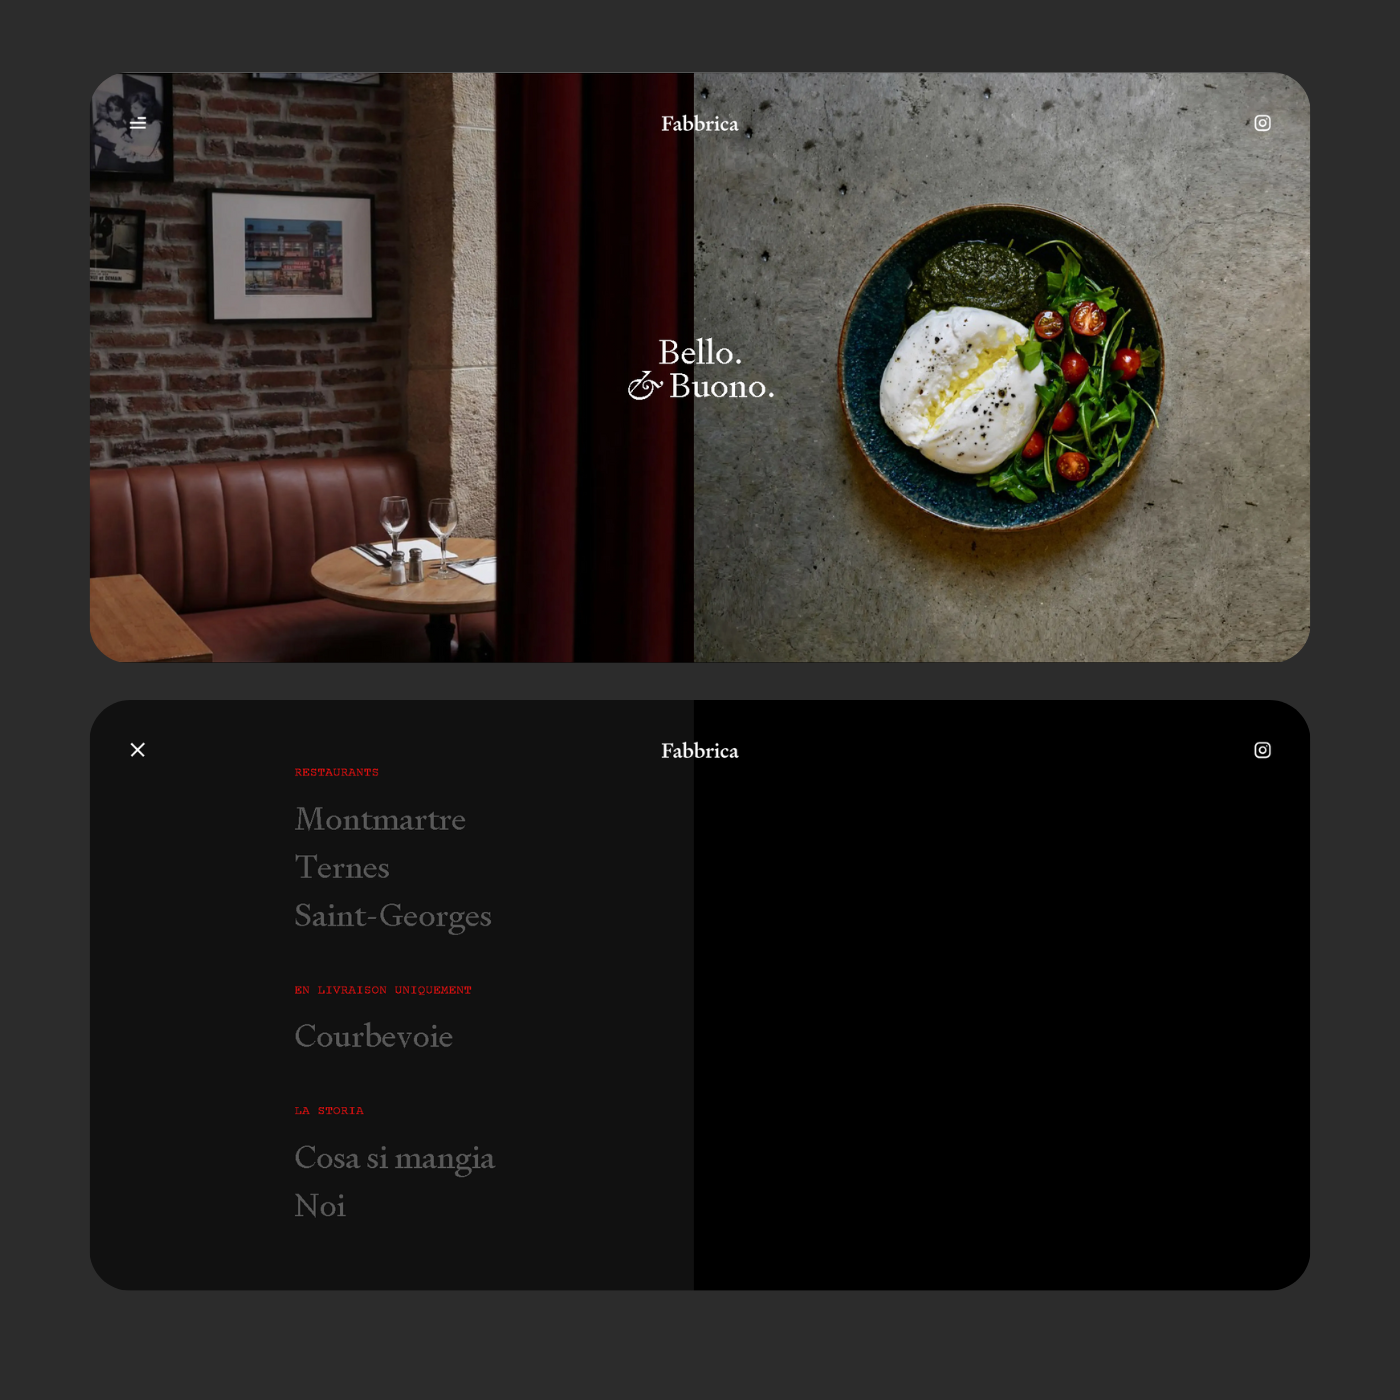 Fabbrica
Bello.
& Buono.
Fabbrica
RESTAURANTS
Montmartre
Ternes
Saint-Georges
EN LIVRAISON UNIQUEMENT
Courbevoie
LA STORIA
Cosa si mangia
Noi